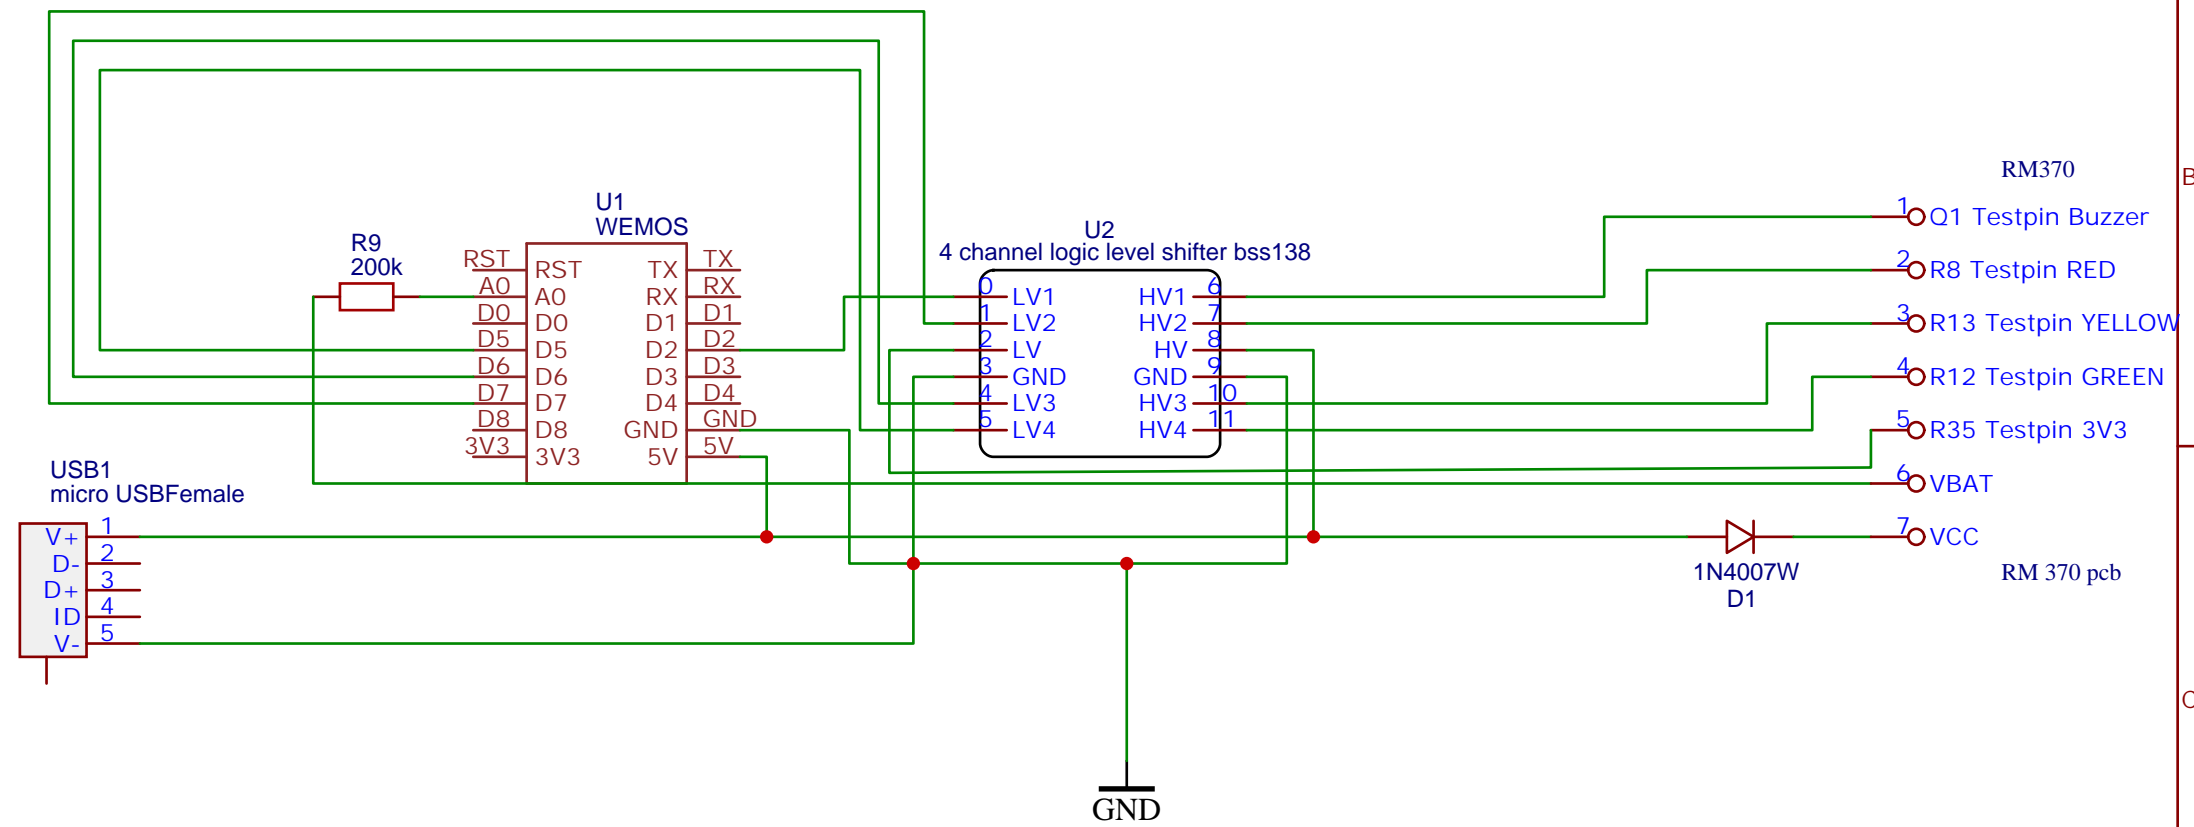 B
RM370
1 Q1 Testpin Buzzer
2 R8 Testpin RED
3 R13 Testpin YELLOW
4 R12 Testpin GREEN
5 R35 Testpin 3V3
6 VBAT
7 VCC
RM 370 pcb
1N4007W
D1
C
U1
WEMOS
R9
200k
RST RST TX TX
A0 A0 RX RX
D0 D0 D1 D1
D5 D5 D2 D2
D6 D6 D3 D3
D7 D7 D4 D4
D8 D8 GND GND
3V3 3V3 5V 5V
U2
4 channel logic level shifter bss138
0 LV1 HV1 6
1 LV2 HV2 7
2 LV HV 8
3 GND GND 9
4 LV3 HV3 10
5 LV4 HV4 11
USB1
micro USBFemale
V+ 1
D- 2
D+ 3
ID 4
V- 5
GND